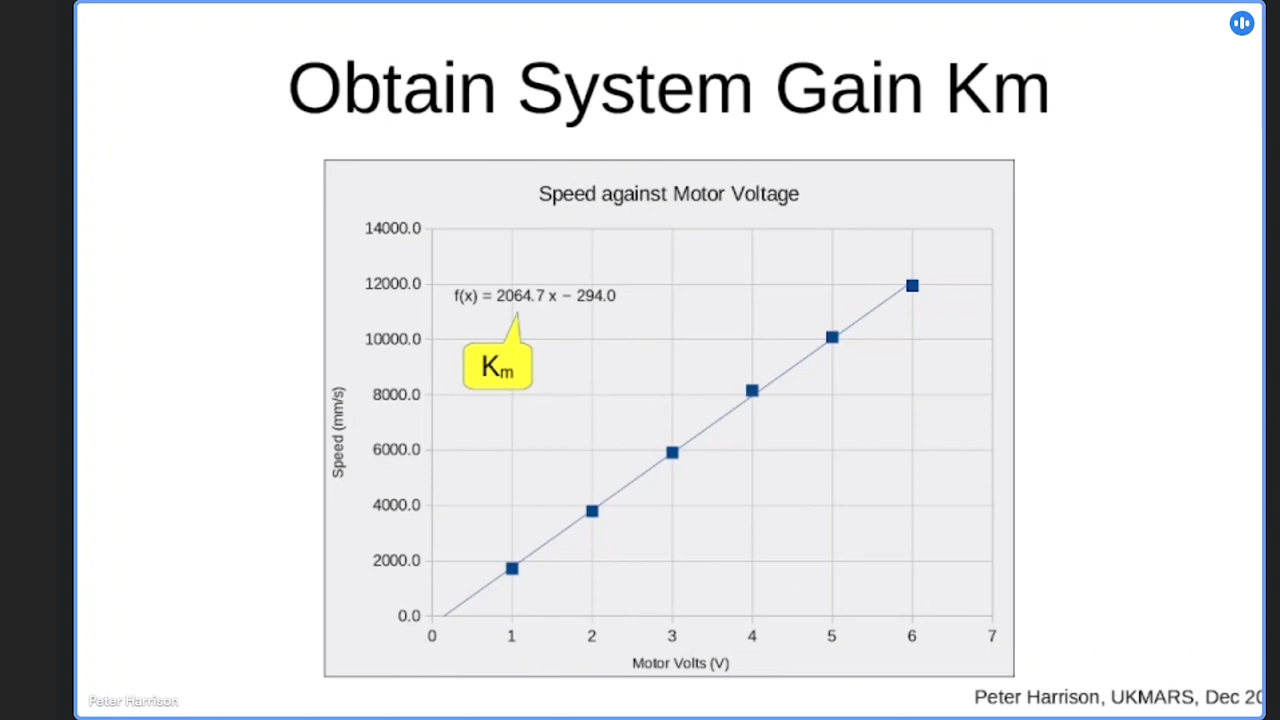 Obtain System Gain Km
Speed against Motor Voltage
14000.0
12000.0
10000.0
8000.0
6000.0
4000.0
2000.0
0.0
Speed (mm/s)
f(x) = 2064.7 x − 294.0
Km
0 1 2 3 4 5 6 7
Motor Volts (V)
Peter Harrison
Peter Harrison, UKMARS, Dec 20